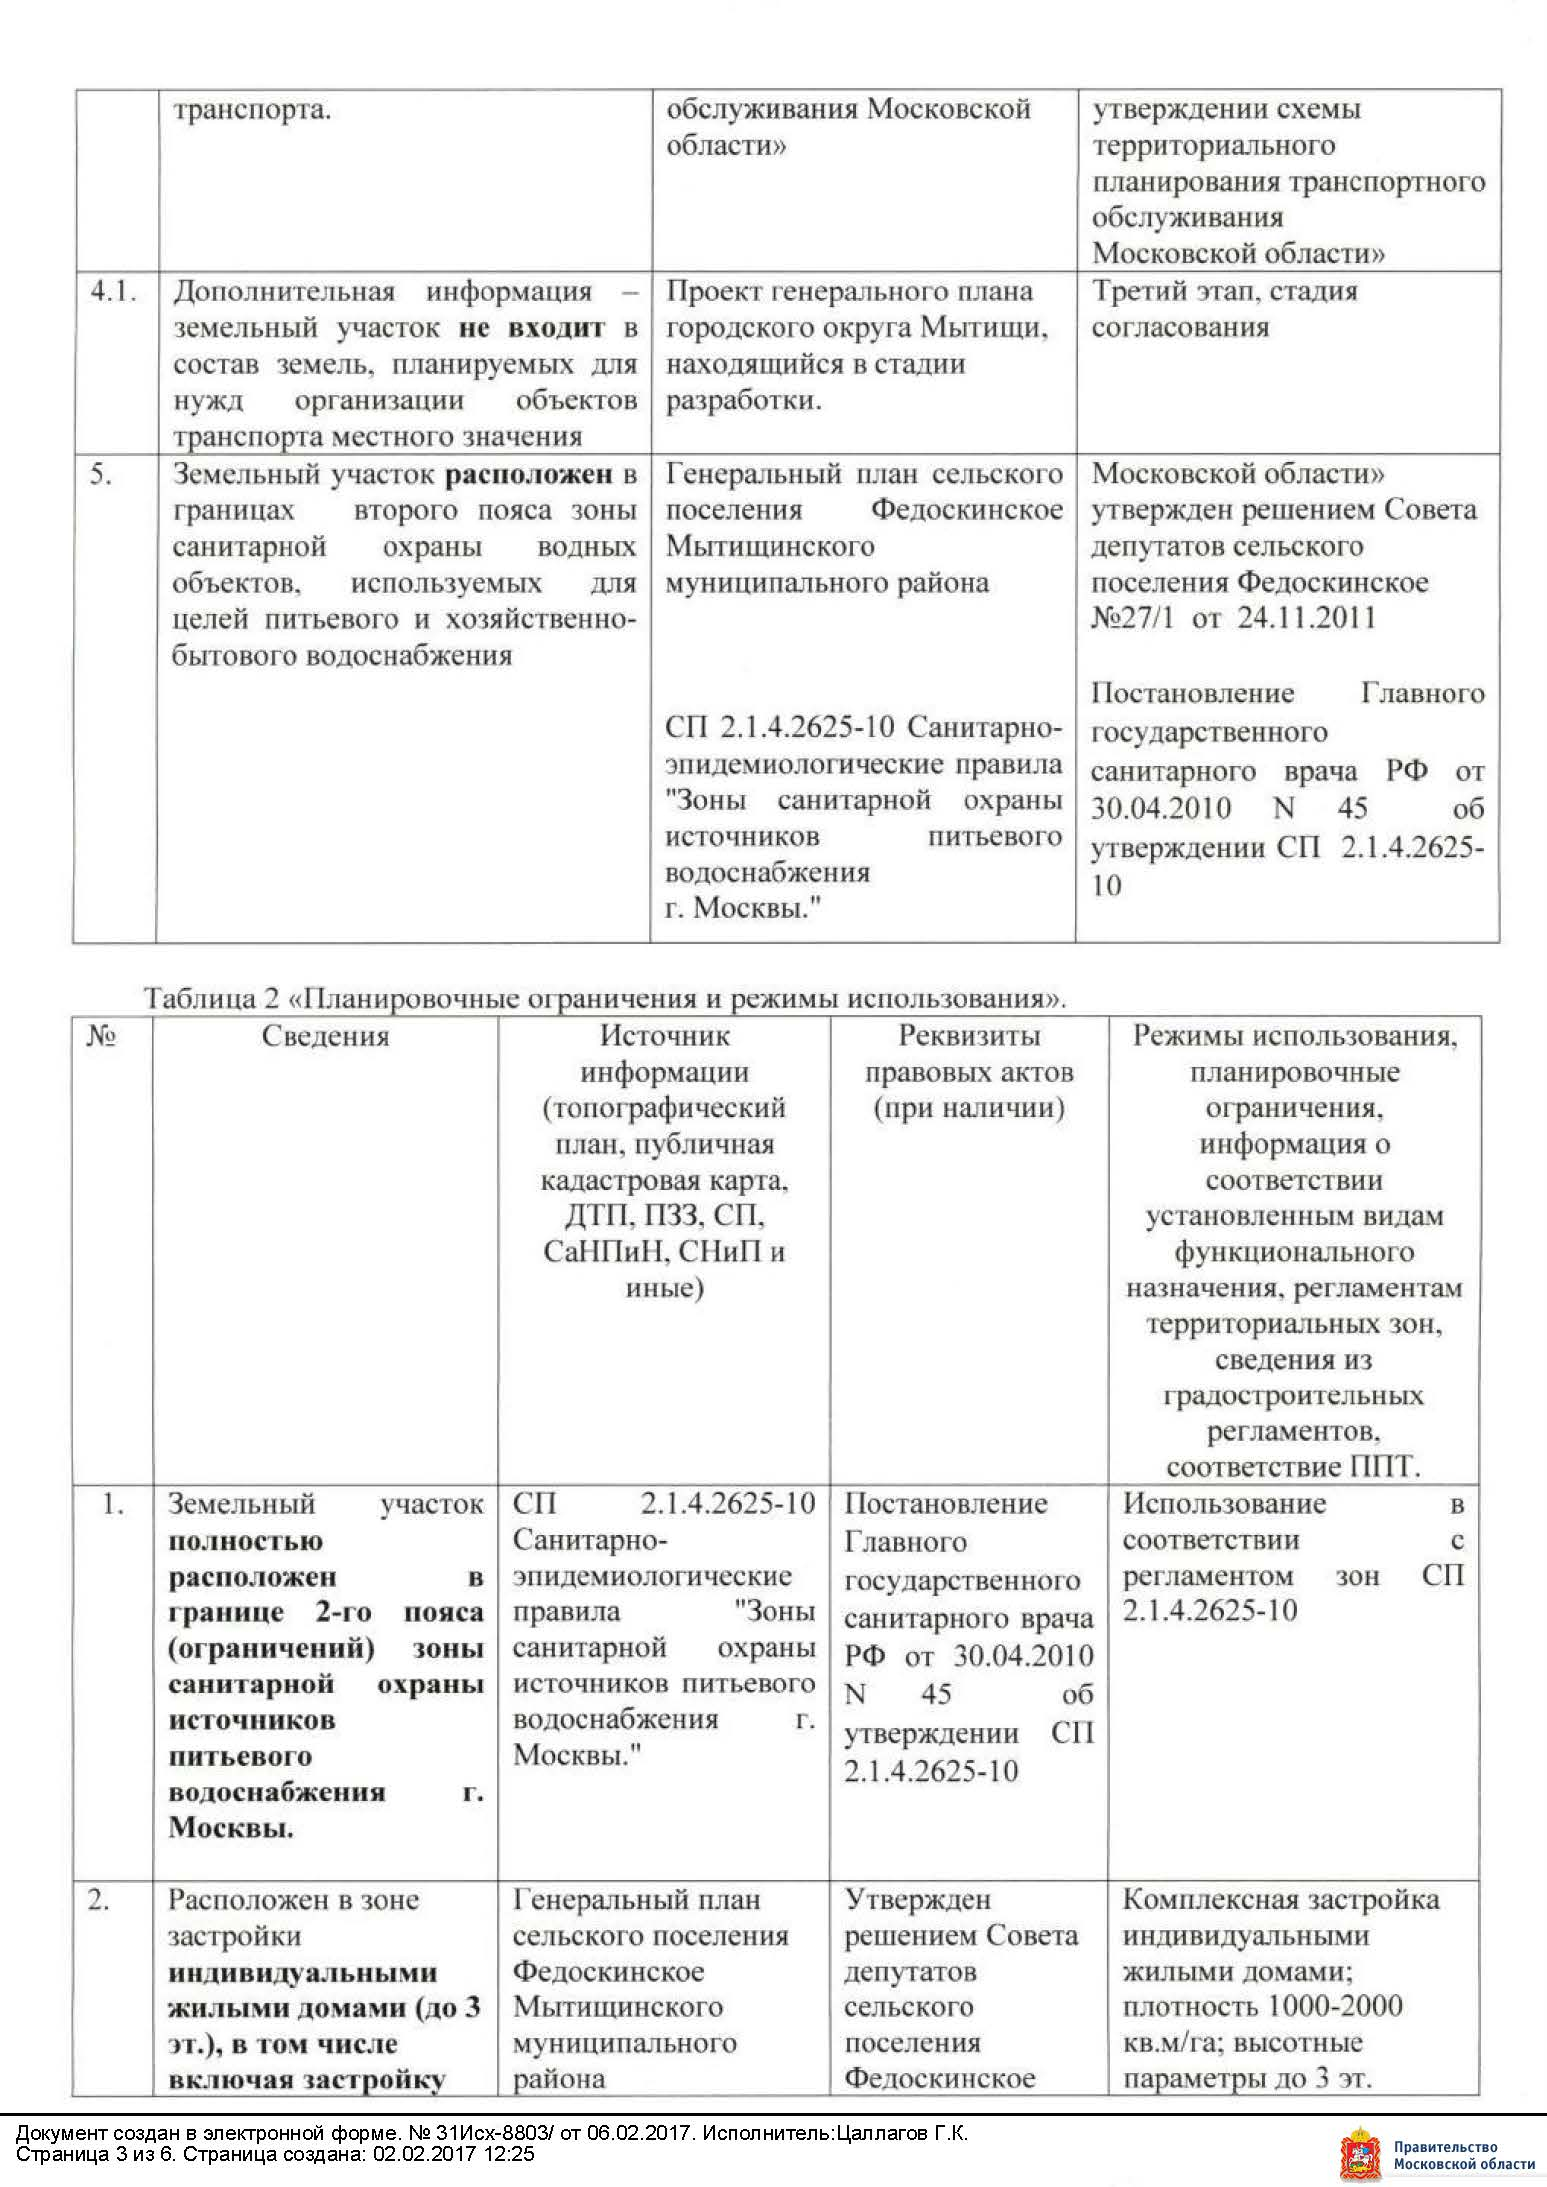 транспорта.
обслуживания Московской
области»
утверждении схемы
территориального
планирования транспортного
обслуживания
Московской области»
4.1.
Дополнительная информация –
земельный участок не входит в
состав земель, планируемых для
нужд организации объектов
транспорта местного значения
Проект генерального плана
городского округа Мытищи,
находящийся в стадии
разработки.
Третий этап, стадия
согласования
5.
Земельный участок расположен в
границах второго пояса зоны
санитарной охраны водных
объектов, используемых для
целей питьевого и хозяйственно-
бытового водоснабжения
Генеральный план сельского
поселения Федоскинское
Мытищинского
муниципального района
СП 2.1.4.2625-10 Санитарно-
эпидемиологические правила
"Зоны санитарной охраны
источников питьевого
водоснабжения
г. Москвы."
Московской области»
утвержден решением Совета
депутатов сельского
поселения Федоскинское
№27/1 от 24.11.2011
Постановление Главного
государственного
санитарного врача РФ от
30.04.2010 N 45 об
утверждении СП 2.1.4.2625-
10
Таблица 2 «Планировочные ограничения и режимы использования».
№
Сведения
Источник
информации
(топографический
план, публичная
кадастровая карта,
ДТП, ПЗЗ, СП,
СаНПиН, СНиП и
иные)
Реквизиты
правовых актов
(при наличии)
Режимы использования,
планировочные
ограничения,
информация о
соответствии
установленным видам
функционального
назначения, регламентам
территориальных зон,
сведения из
градостроительных
регламентов,
соответствие ППТ.
1.
Земельный участок
полностью
расположен в
границе 2-го пояса
(ограничений) зоны
санитарной охраны
источников
питьевого
водоснабжения г.
Москвы.
СП 2.1.4.2625-10
Санитарно-
эпидемиологические
правила "Зоны
санитарной охраны
источников питьевого
водоснабжения г.
Москвы."
Постановление
Главного
государственного
санитарного врача
РФ от 30.04.2010
N 45 об
утверждении СП
2.1.4.2625-10
Использование в
соответствии с
регламентом зон СП
2.1.4.2625-10
2.
Расположен в зоне
застройки
индивидуальными
жилыми домами (до 3
эт.), в том числе
включая застройку
Генеральный план
сельского поселения
Федоскинское
Мытищинского
муниципального
района
Утвержден
решением Совета
депутатов
сельского
поселения
Федоскинское
Комплексная застройка
индивидуальными
жилыми домами;
плотность 1000-2000
кв.м/га; высотные
параметры до 3 эт.
Документ создан в электронной форме. № 31Исх-8803/ от 06.02.2017. Исполнитель:Цаллагов Г.К.
Страница 3 из 6. Страница создана: 02.02.2017 12:25
Правительство
Московской области